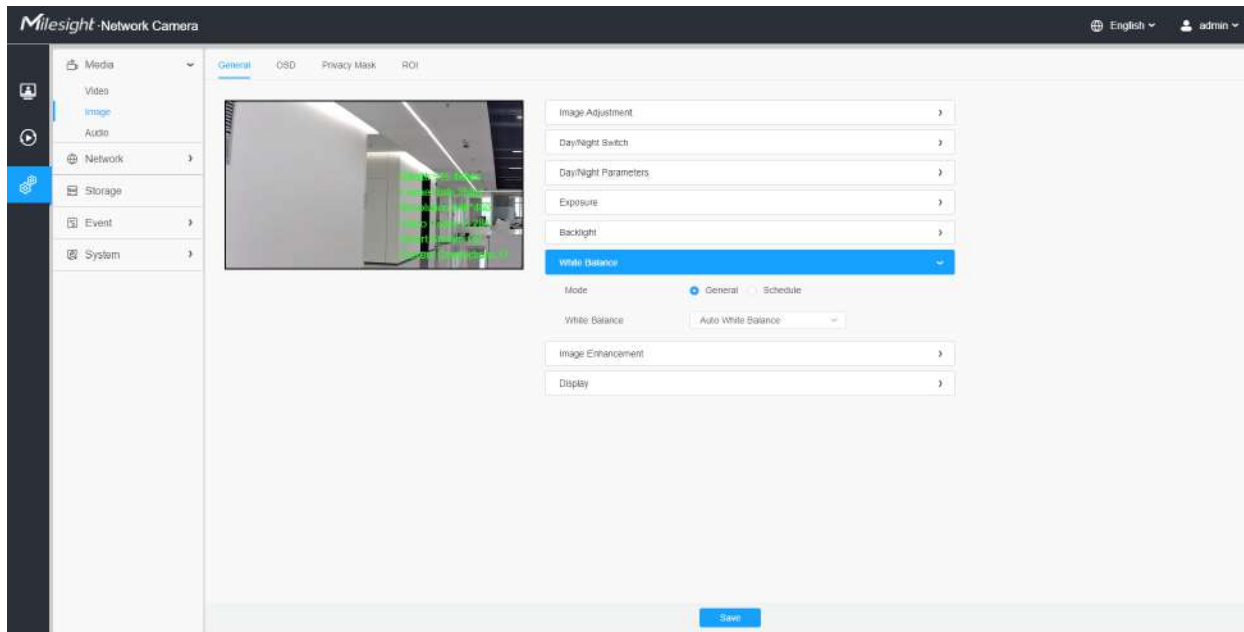 Milesight · Network Camera
English
admin
Media
Video
Image
Audio
Network
Storage
Event
System
General OSD Privacy Mask ROI
Image Adjustment
Day/Night Switch
Day/Night Parameters
Exposure
Backlight
White Balance
Mode General Schedule
White Balance Auto White Balance
Image Enhancement
Display
Save